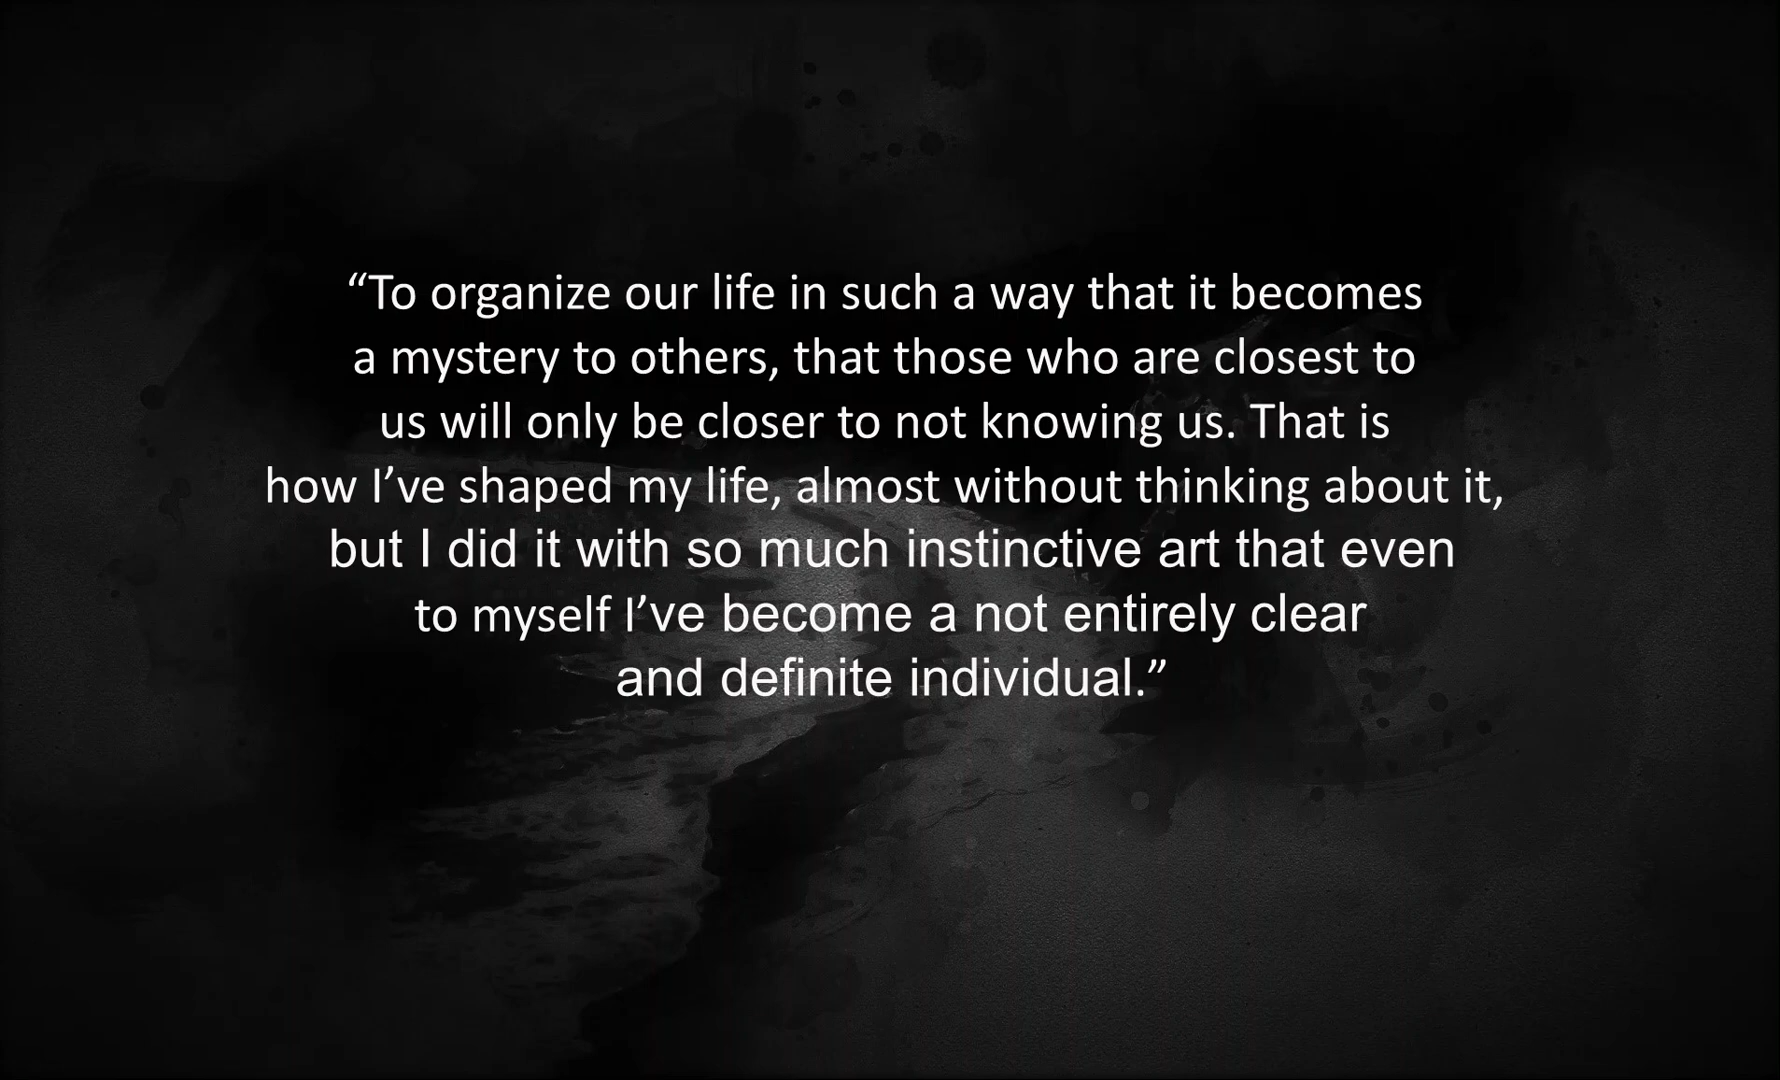 “To organize our life in such a way that it becomes
a mystery to others, that those who are closest to
us will only be closer to not knowing us. That is
how I’ve shaped my life, almost without thinking about it,
but I did it with so much instinctive art that even
to myself I’ve become a not entirely clear
and definite individual.”